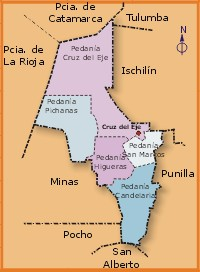 Pcia. de
Catamarca
Tulumba
Pcia. de
La Rioja
Pedanía
Cruz del Eje
N
Ischilín
Pedanía
Pichanas
Cruz del Eje
Pedanía
San Marcos
Pedanía
Higueras
Punilla
Minas
Pedanía
Candelaria
Pocho
San
Alberto